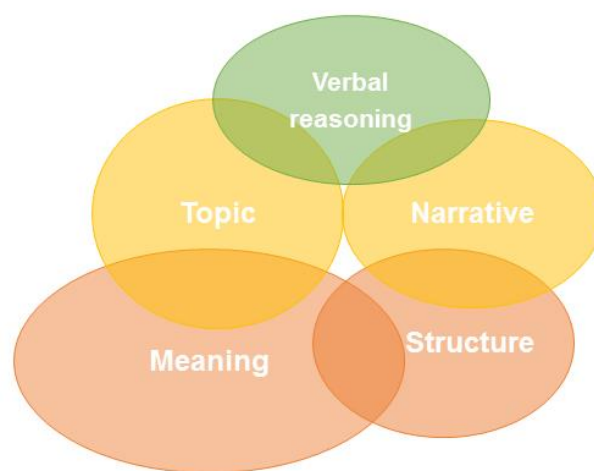 Verbal
reasoning
Topic
Narrative
Meaning
Structure